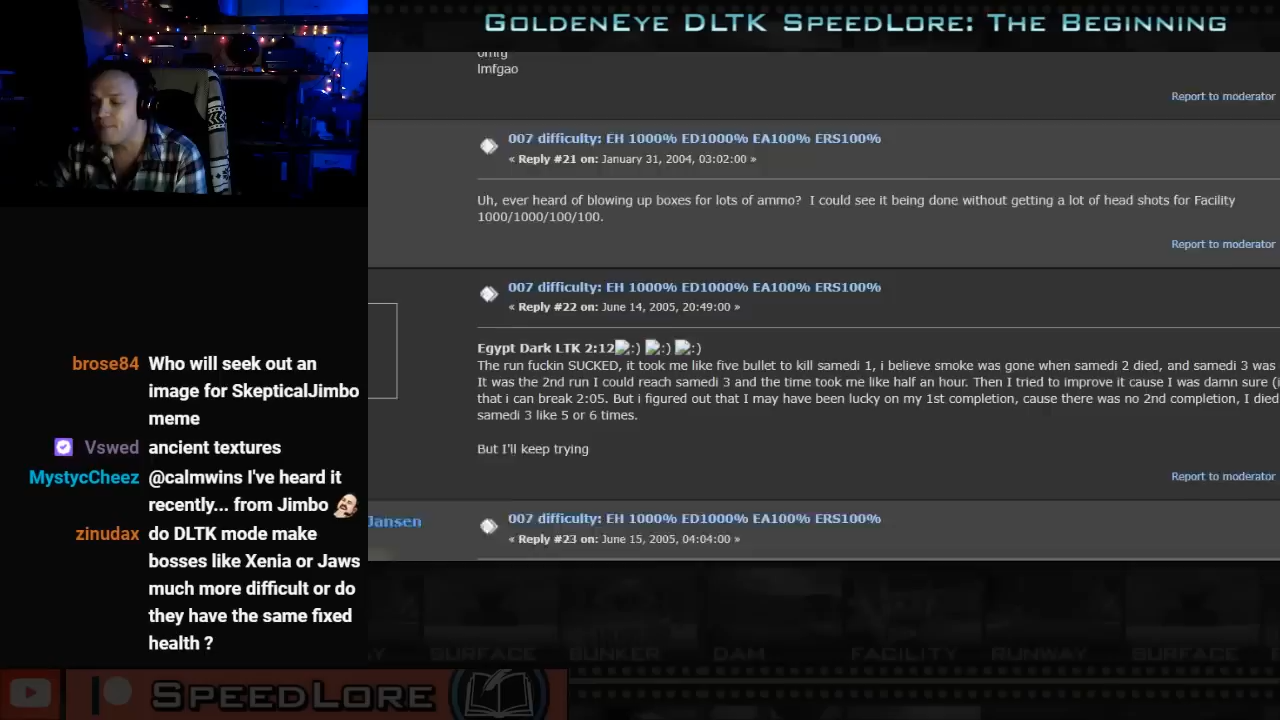 GoldenEye DLTK SpeedLore: The Beginning
omfg
lmfgao
Report to moderator
007 difficulty: EH 1000% ED1000% EA100% ERS100%
« Reply #21 on: January 31, 2004, 03:02:00 »
Uh, ever heard of blowing up boxes for lots of ammo?  I could see it being done without getting a lot of head shots for Facility
1000/1000/100/100.
Report to moderator
007 difficulty: EH 1000% ED1000% EA100% ERS100%
« Reply #22 on: June 14, 2005, 20:49:00 »
Egypt Dark LTK 2:12 :) :) :)
The run fuckin SUCKED, it took me like five bullet to kill samedi 1, i believe smoke was gone when samedi 2 died, and samedi 3 was
It was the 2nd run I could reach samedi 3 and the time took me like half an hour. Then I tried to improve it cause I was damn sure (i
that i can break 2:05. But i figured out that I may have been lucky on my 1st completion, cause there was no 2nd completion, I died
samedi 3 like 5 or 6 times.
But I'll keep trying
Report to moderator
Jansen
007 difficulty: EH 1000% ED1000% EA100% ERS100%
« Reply #23 on: June 15, 2005, 04:04:00 »
brose84 Who will seek out an
image for SkepticalJimbo
meme
Vswed ancient textures
MystycCheez @calmwins I've heard it
recently... from Jimbo
zinudax do DLTK mode make
bosses like Xenia or Jaws
much more difficult or do
they have the same fixed
health ?
SURFACE BUNKER DAM FACILITY RUNWAY SURFACE
SpeedLore